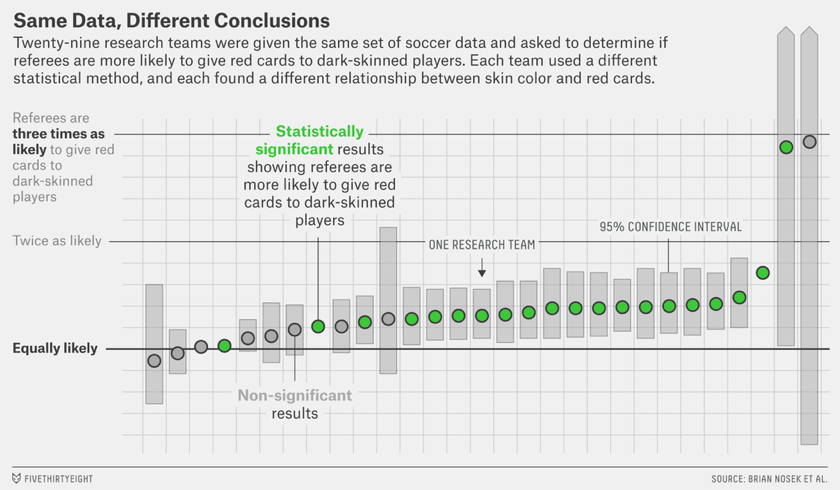 Same Data, Different Conclusions
Twenty-nine research teams were given the same set of soccer data and asked to determine if
referees are more likely to give red cards to dark-skinned players. Each team used a different
statistical method, and each found a different relationship between skin color and red cards.
Referees are
three times as
likely to give red
cards to
dark-skinned
players
Statistically
significant results
showing referees are
more likely to give red
cards to dark-skinned
players
Twice as likely
ONE RESEARCH TEAM
95% CONFIDENCE INTERVAL
Equally likely
Non-significant
results
FIVETHIRTYEIGHT
SOURCE: BRIAN NOSEK ET AL.